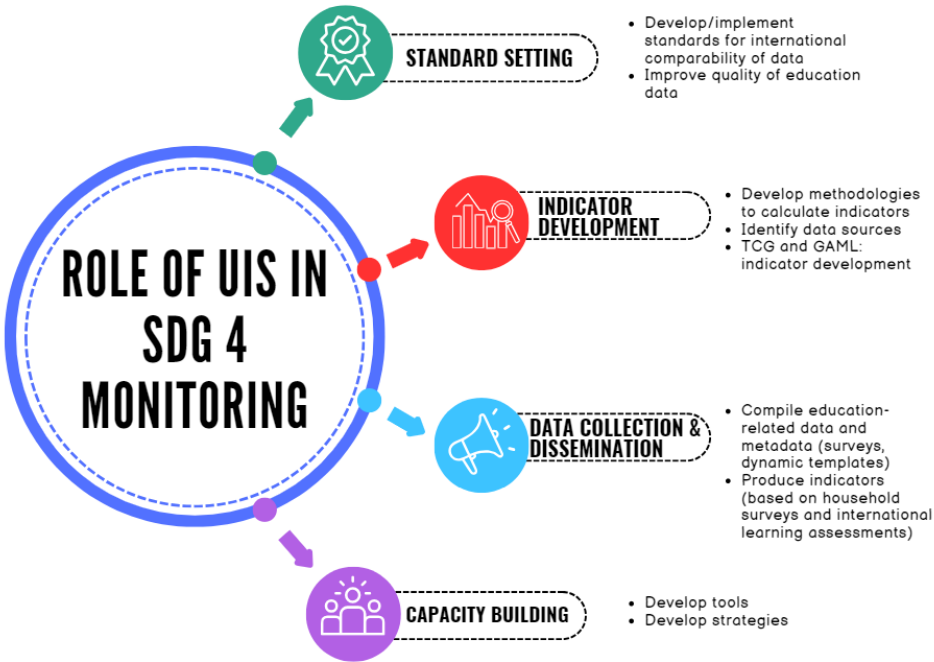 ROLE OF UIS IN
SDG 4
MONITORING
STANDARD SETTING
• Develop/implement
standards for international
comparability of data
• Improve quality of education
data
INDICATOR
DEVELOPMENT
• Develop methodologies
to calculate indicators
• Identify data sources
• TCG and GAML:
indicator development
DATA COLLECTION &
DISSEMINATION
• Compile education-
related data and
metadata (surveys,
dynamic templates)
• Produce indicators
(based on household
surveys and international
learning assessments)
CAPACITY BUILDING
• Develop tools
• Develop strategies